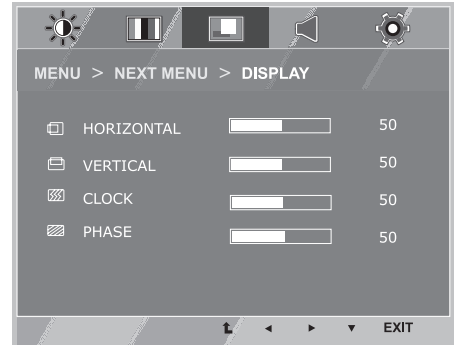 MENU > NEXT MENU > DISPLAY
HORIZONTAL 50
VERTICAL 50
CLOCK 50
PHASE 50
EXIT